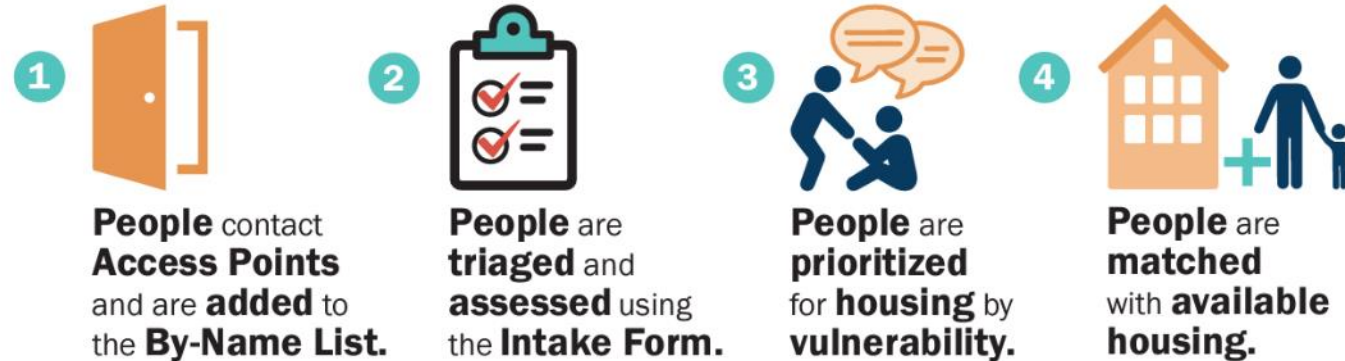 1
People contact
Access Points
and are added to
the By-Name List.
2
People are
triaged and
assessed using
the Intake Form.
3
People are
prioritized
for housing by
vulnerability.
4
People are
matched
with available
housing.